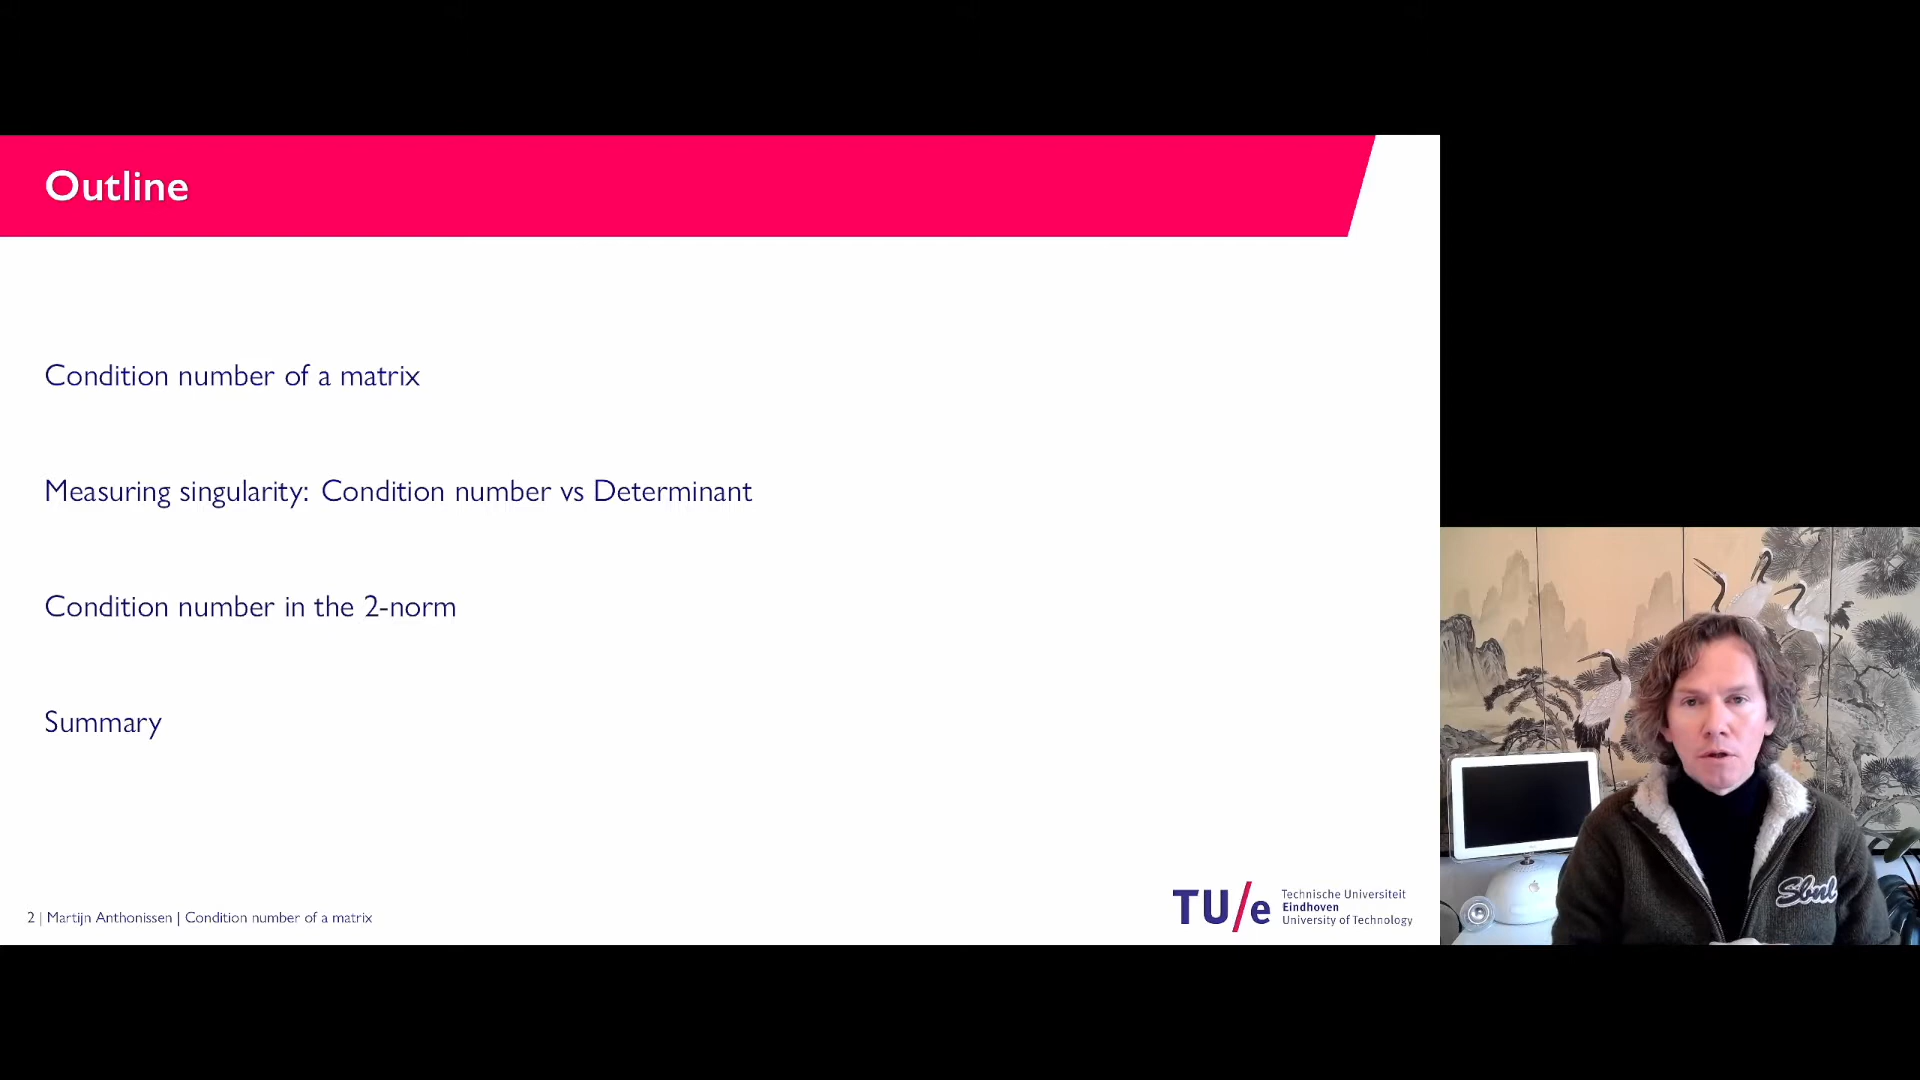 Outline
Condition number of a matrix
Measuring singularity: Condition number vs Determinant
Condition number in the 2-norm
Summary
2 | Martijn Anthonissen | Condition number of a matrix
TU/e
Technische Universiteit
Eindhoven
University of Technology